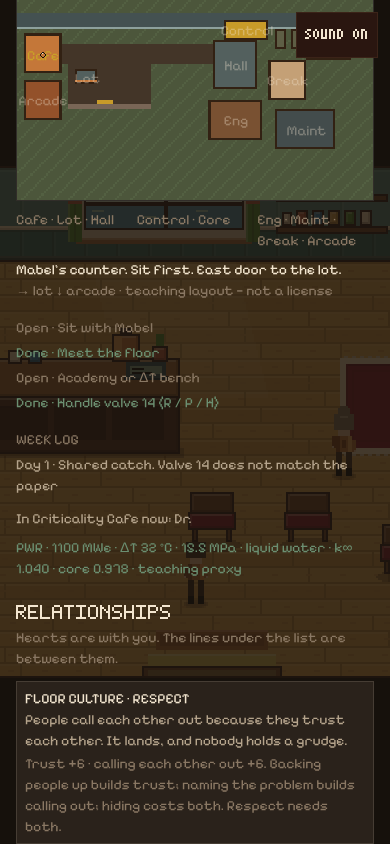 Control
SOUND ON
Cafe
Hall
Lot
Break
Arcade
Eng
Maint
Cafe · Lot · Hall
Control · Core
Eng · Maint ·
Break · Arcade
Mabel's counter. Sit first. East door to the lot.
→ lot ↓ arcade · teaching layout — not a license
Open · Sit with Mabel
Done · Meet the floor
Open · Academy or ΔT bench
Done · Handle valve 14 (R / P / H)
WEEK LOG
Day 1 · Shared catch. Valve 14 does not match the
paper
In Criticality Cafe now: Dr.
PWR · 1100 MWe · ΔT 32 °C · 15.5 MPa · liquid water · k∞
1.040 · core 0.978 · teaching proxy
RELATIONSHIPS
Hearts are with you. The lines under the list are
between them.
FLOOR CULTURE · RESPECT
People call each other out because they trust
each other. It lands, and nobody holds a grudge.
Trust +6 · calling each other out +6. Backing
people up builds trust; naming the problem builds
calling out; hiding costs both. Respect needs
both.